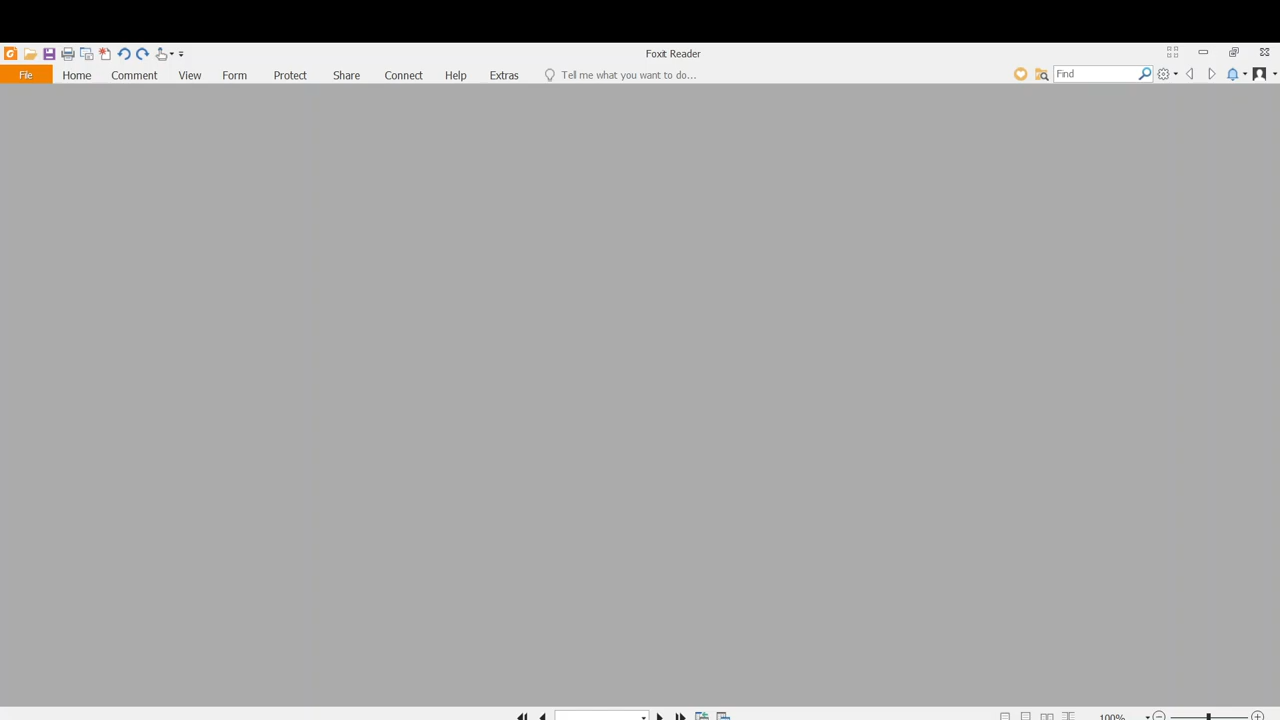 Foxit Reader
File Home Comment View Form Protect Share Connect Help Extras Tell me what you want to do... Find
100%